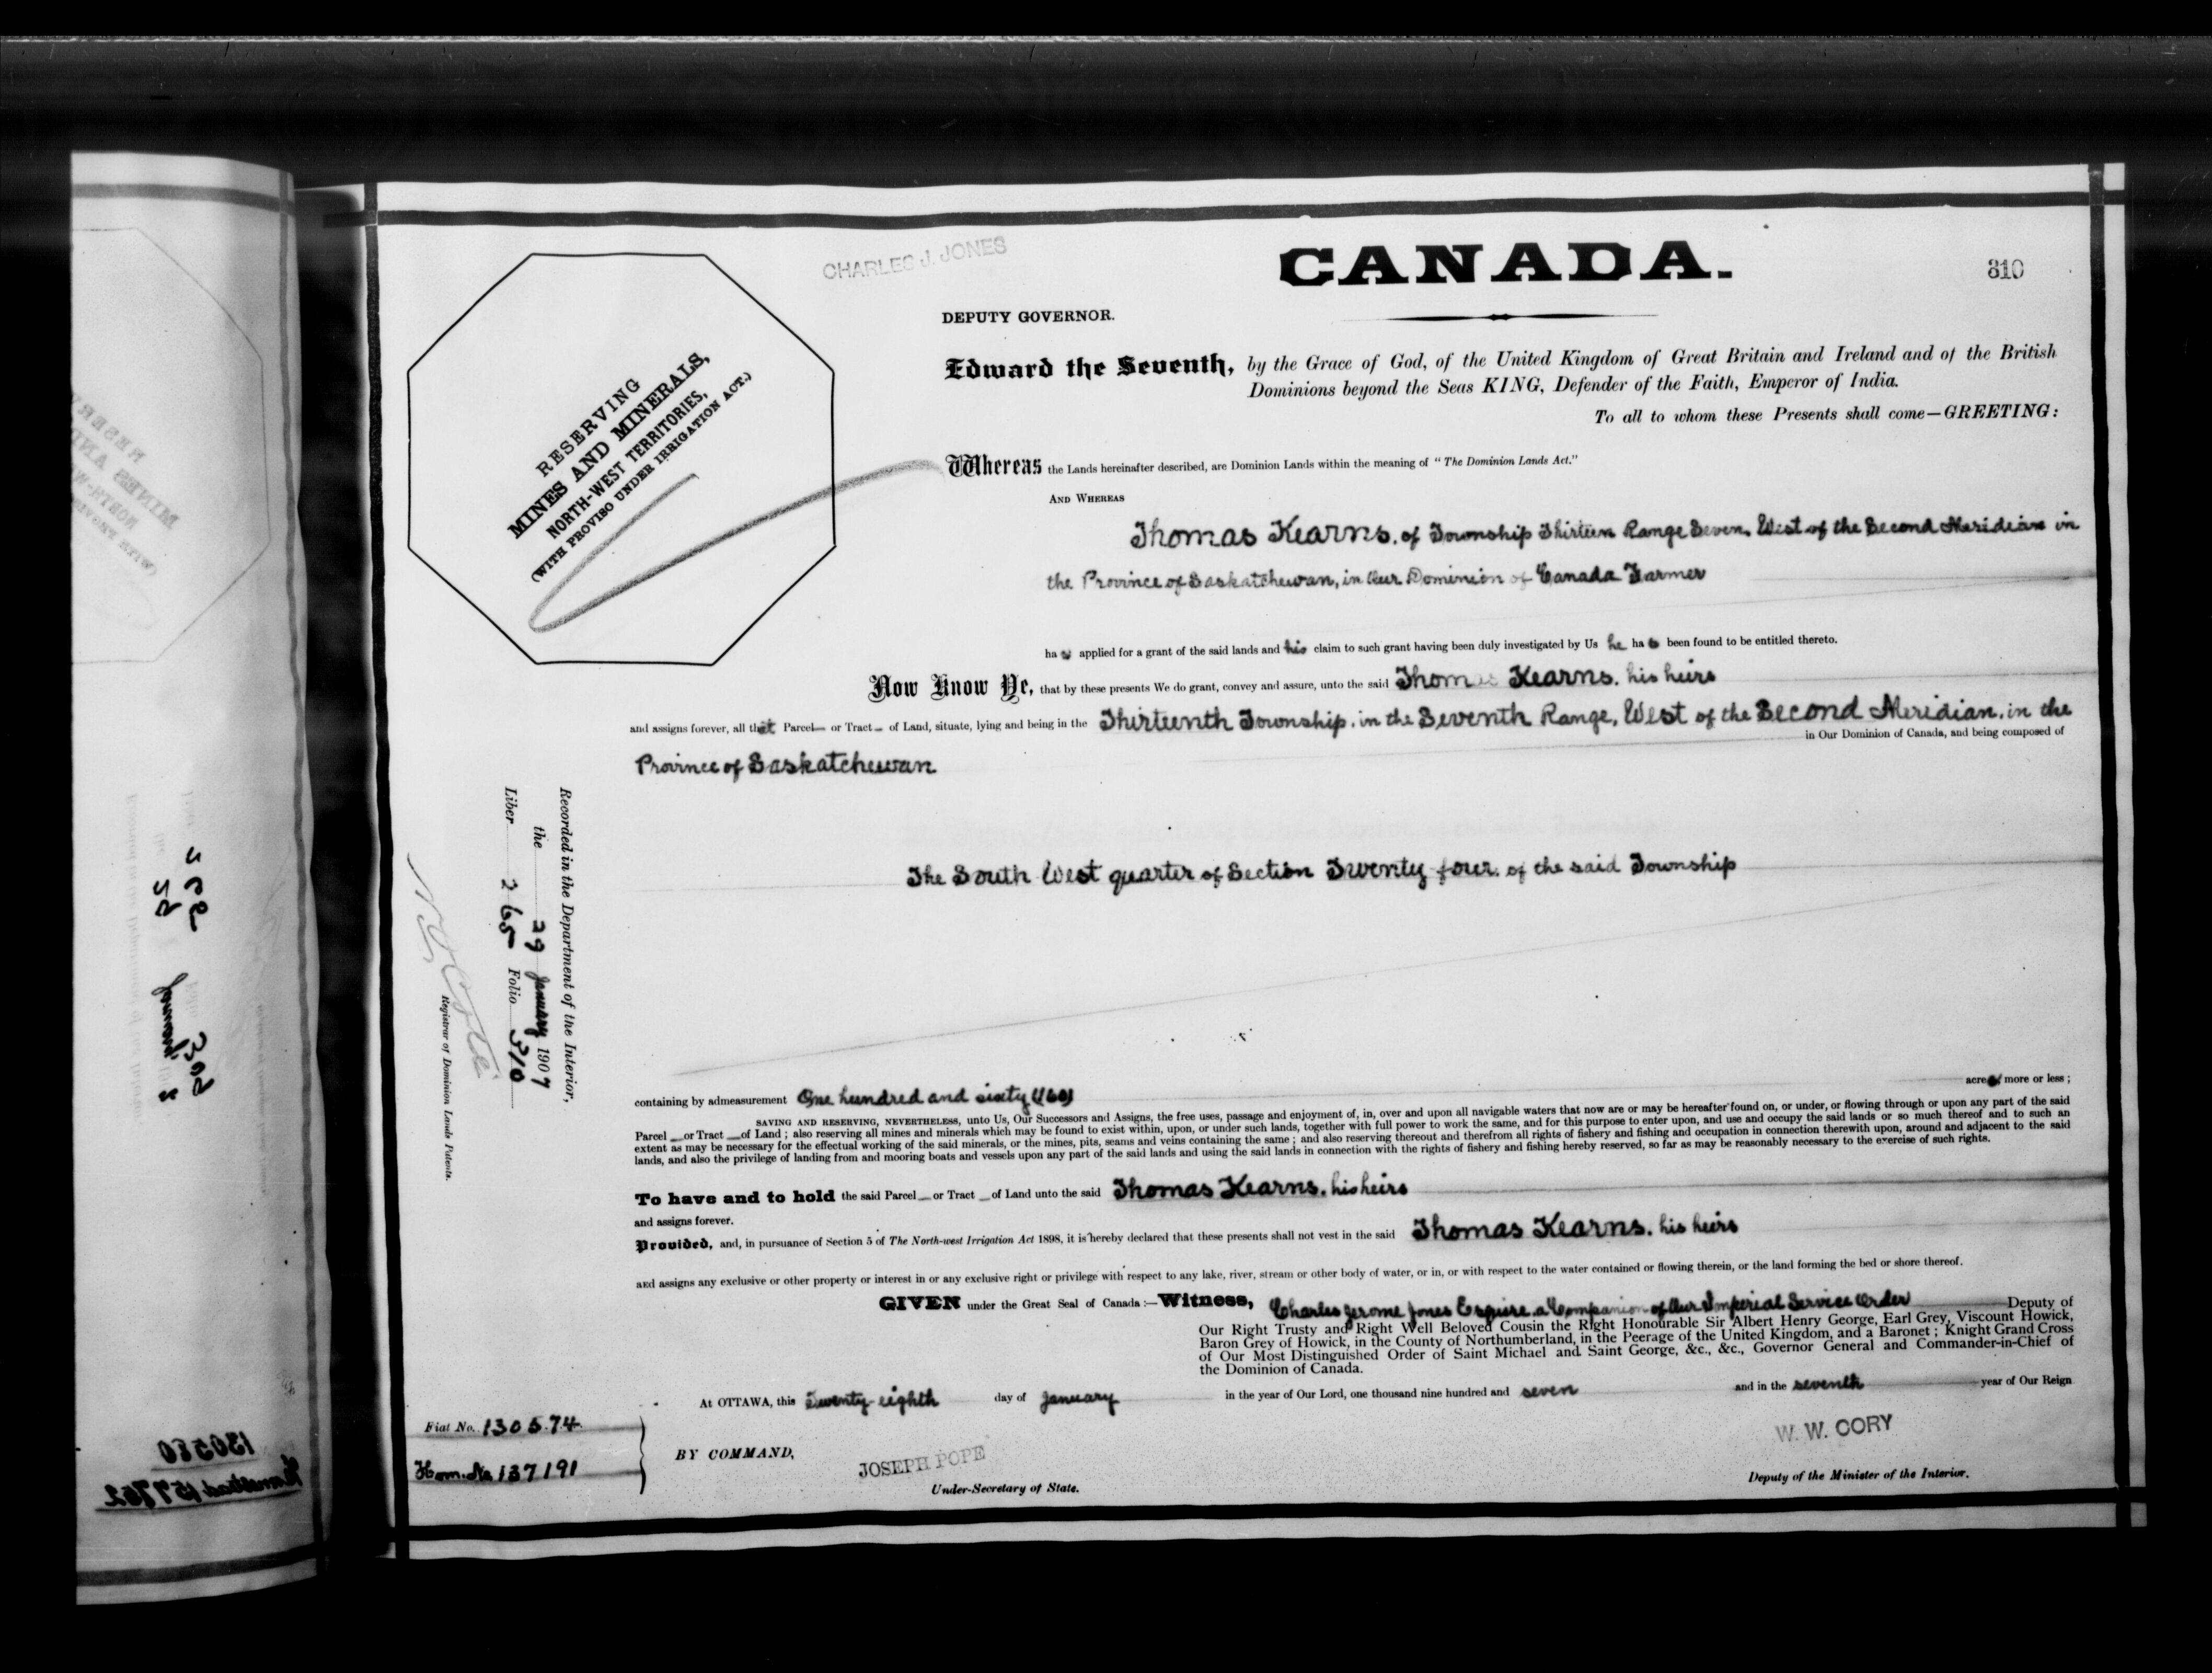 CHARLES J. JONES
CANADA.
310
DEPUTY GOVERNOR.
RESERVING
MINES AND MINERALS,
NORTH-WEST TERRITORIES,
(WITH PROVISO UNDER IRRIGATION ACT.)
Edward the Seventh, by the Grace of God, of the United Kingdom of Great Britain and Ireland and of the British
Dominions beyond the Seas KING, Defender of the Faith, Emperor of India.
To all to whom these Presents shall come—GREETING:
Whereas the Lands hereinafter described, are Dominion Lands within the meaning of "The Dominion Lands Act."
AND WHEREAS
Thomas Kearns, of Township Thirteen Range Seven, West of the Second Meridian in
the Province of Saskatchewan, in Our Dominion of Canada Farmer
has applied for a grant of the said lands and his claim to such grant having been duly investigated by Us he has been found to be entitled thereto.
Now Know Ye, that by these presents We do grant, convey and assure, unto the said Thomas Kearns, his heirs
and assigns forever, all that Parcel— or Tract— of Land, situate, lying and being in the Thirteenth Township, in the Seventh Range, West of the Second Meridian, in the
in Our Dominion of Canada, and being composed of
Province of Saskatchewan
The South West quarter of Section Twenty four, of the said Township
Recorded in the Department of the Interior,
the 29 January 1907
Liber 265 Folio 310
Registrar of Dominion Lands Patents.
containing by admeasurement One hundred and sixty (160) acres more or less;
SAVING AND RESERVING, NEVERTHELESS, unto Us, Our Successors and Assigns, the free uses, passage and enjoyment of, in, over and upon all navigable waters that now are or may be hereafter found on, or under, or flowing through or upon any part of the said
Parcel — or Tract — of Land; also reserving all mines and minerals which may be found to exist within, upon, or under such lands, together with full power to work the same, and for this purpose to enter upon, and use and occupy the said lands or so much thereof and to such an
extent as may be necessary for the effectual working of the said minerals, or the mines, pits, seams and veins containing the same; and also reserving thereout and therefrom all rights of fishery and fishing and occupation in connection therewith upon, around and adjacent to the said
lands, and also the privilege of landing from and mooring boats and vessels upon any part of the said lands and using the said lands in connection with the rights of fishery and fishing hereby reserved, so far as may be reasonably necessary to the exercise of such rights.
To have and to hold the said Parcel — or Tract — of Land unto the said Thomas Kearns, his heirs
and assigns forever.
Provided, and, in pursuance of Section 5 of The North-west Irrigation Act 1898, it is hereby declared that these presents shall not vest in the said Thomas Kearns, his heirs
and assigns any exclusive or other property or interest in or any exclusive right or privilege with respect to any lake, river, stream or other body of water, or in, or with respect to the water contained or flowing therein, or the land forming the bed or shore thereof.
GIVEN under the Great Seal of Canada:—Witness, Charles Jerome Jones Esquire, a Companion of Our Imperial Service Order Deputy of
Our Right Trusty and Right Well Beloved Cousin the Right Honourable Sir Albert Henry George, Earl Grey, Viscount Howick,
Baron Grey of Howick, in the County of Northumberland, in the Peerage of the United Kingdom, and a Baronet; Knight Grand Cross
of Our Most Distinguished Order of Saint Michael and Saint George, &c., &c., Governor General and Commander-in-Chief of
the Dominion of Canada.
At OTTAWA, this Twenty eighth day of January in the year of Our Lord, one thousand nine hundred and seven and in the seventh year of Our Reign
Fiat No. 130574
Hom. No 137191
BY COMMAND,
JOSEPH POPE
Under-Secretary of State.
W. W. CORY
Deputy of the Minister of the Interior.
130580
Homestead 157762